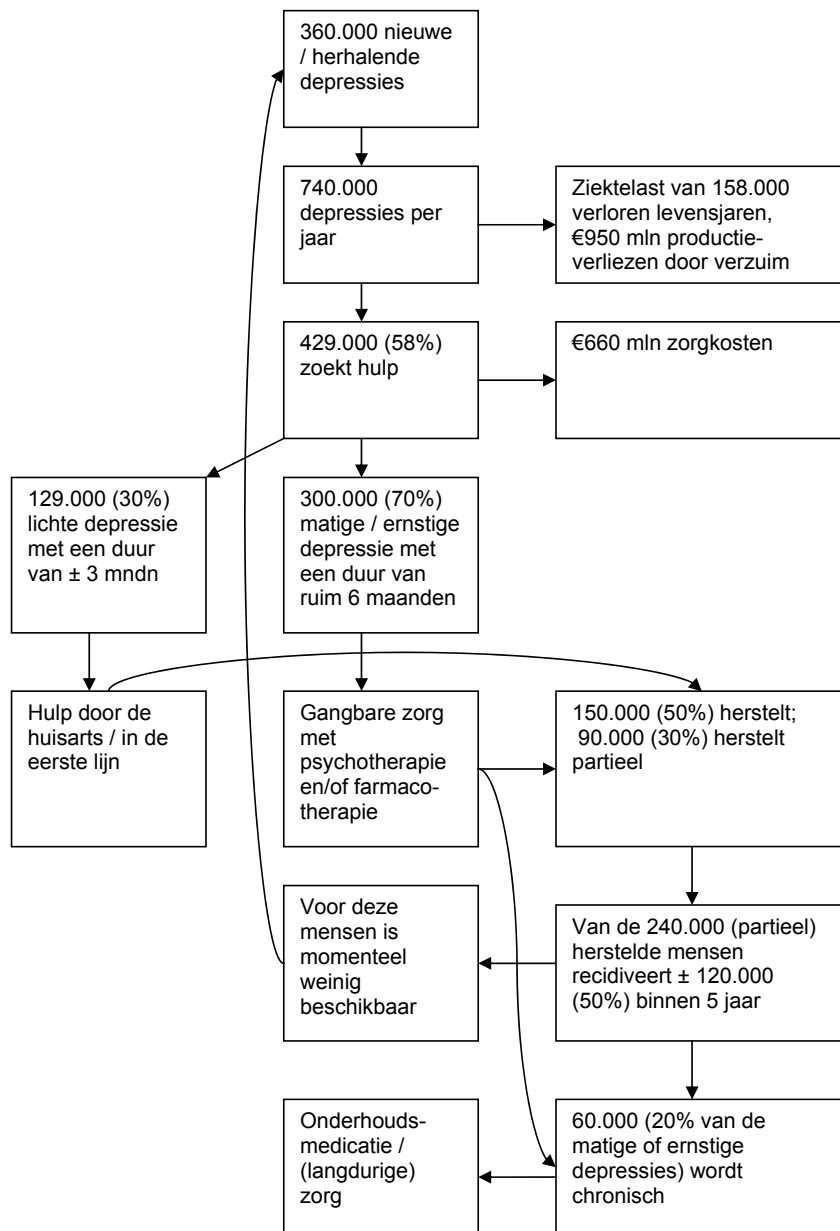 360.000 nieuwe
/ herhalende
depressies
740.000
depressies per
jaar
Ziektelast van 158.000
verloren levensjaren,
€950 mln productie-
verliezen door verzuim
429.000 (58%)
zoekt hulp
€660 mln zorgkosten
129.000 (30%)
lichte depressie
met een duur
van ± 3 mndn
300.000 (70%)
matige / ernstige
depressie met
een duur van
ruim 6 maanden
Hulp door de
huisarts / in de
eerste lijn
Gangbare zorg
met
psychotherapie
en/of farmaco-
therapie
150.000 (50%) herstelt;
90.000 (30%) herstelt
partieel
Voor deze
mensen is
momenteel
weinig
beschikbaar
Van de 240.000 (partieel)
herstelde mensen
recidiveert ± 120.000
(50%) binnen 5 jaar
Onderhouds-
medicatie /
(langdurige)
zorg
60.000 (20% van de
matige of ernstige
depressies) wordt
chronisch